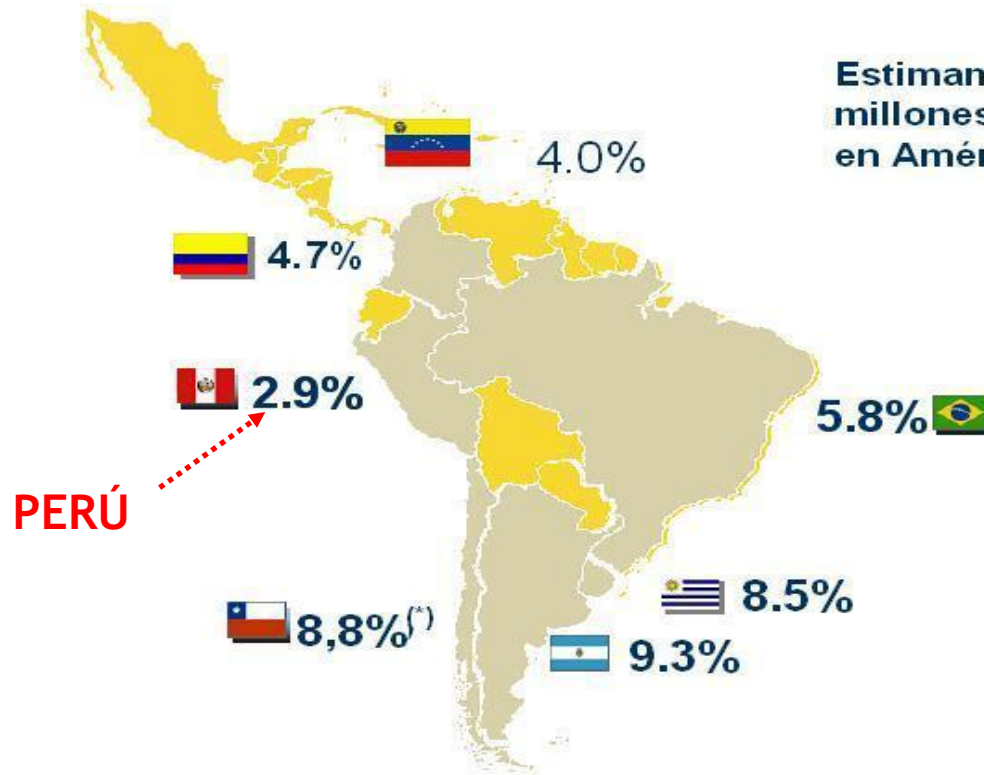 Estiman
millones
en Amér
4.0%
4.7%
2.9%
5.8%
PERÚ
8.5%
8,8%(*)
9.3%